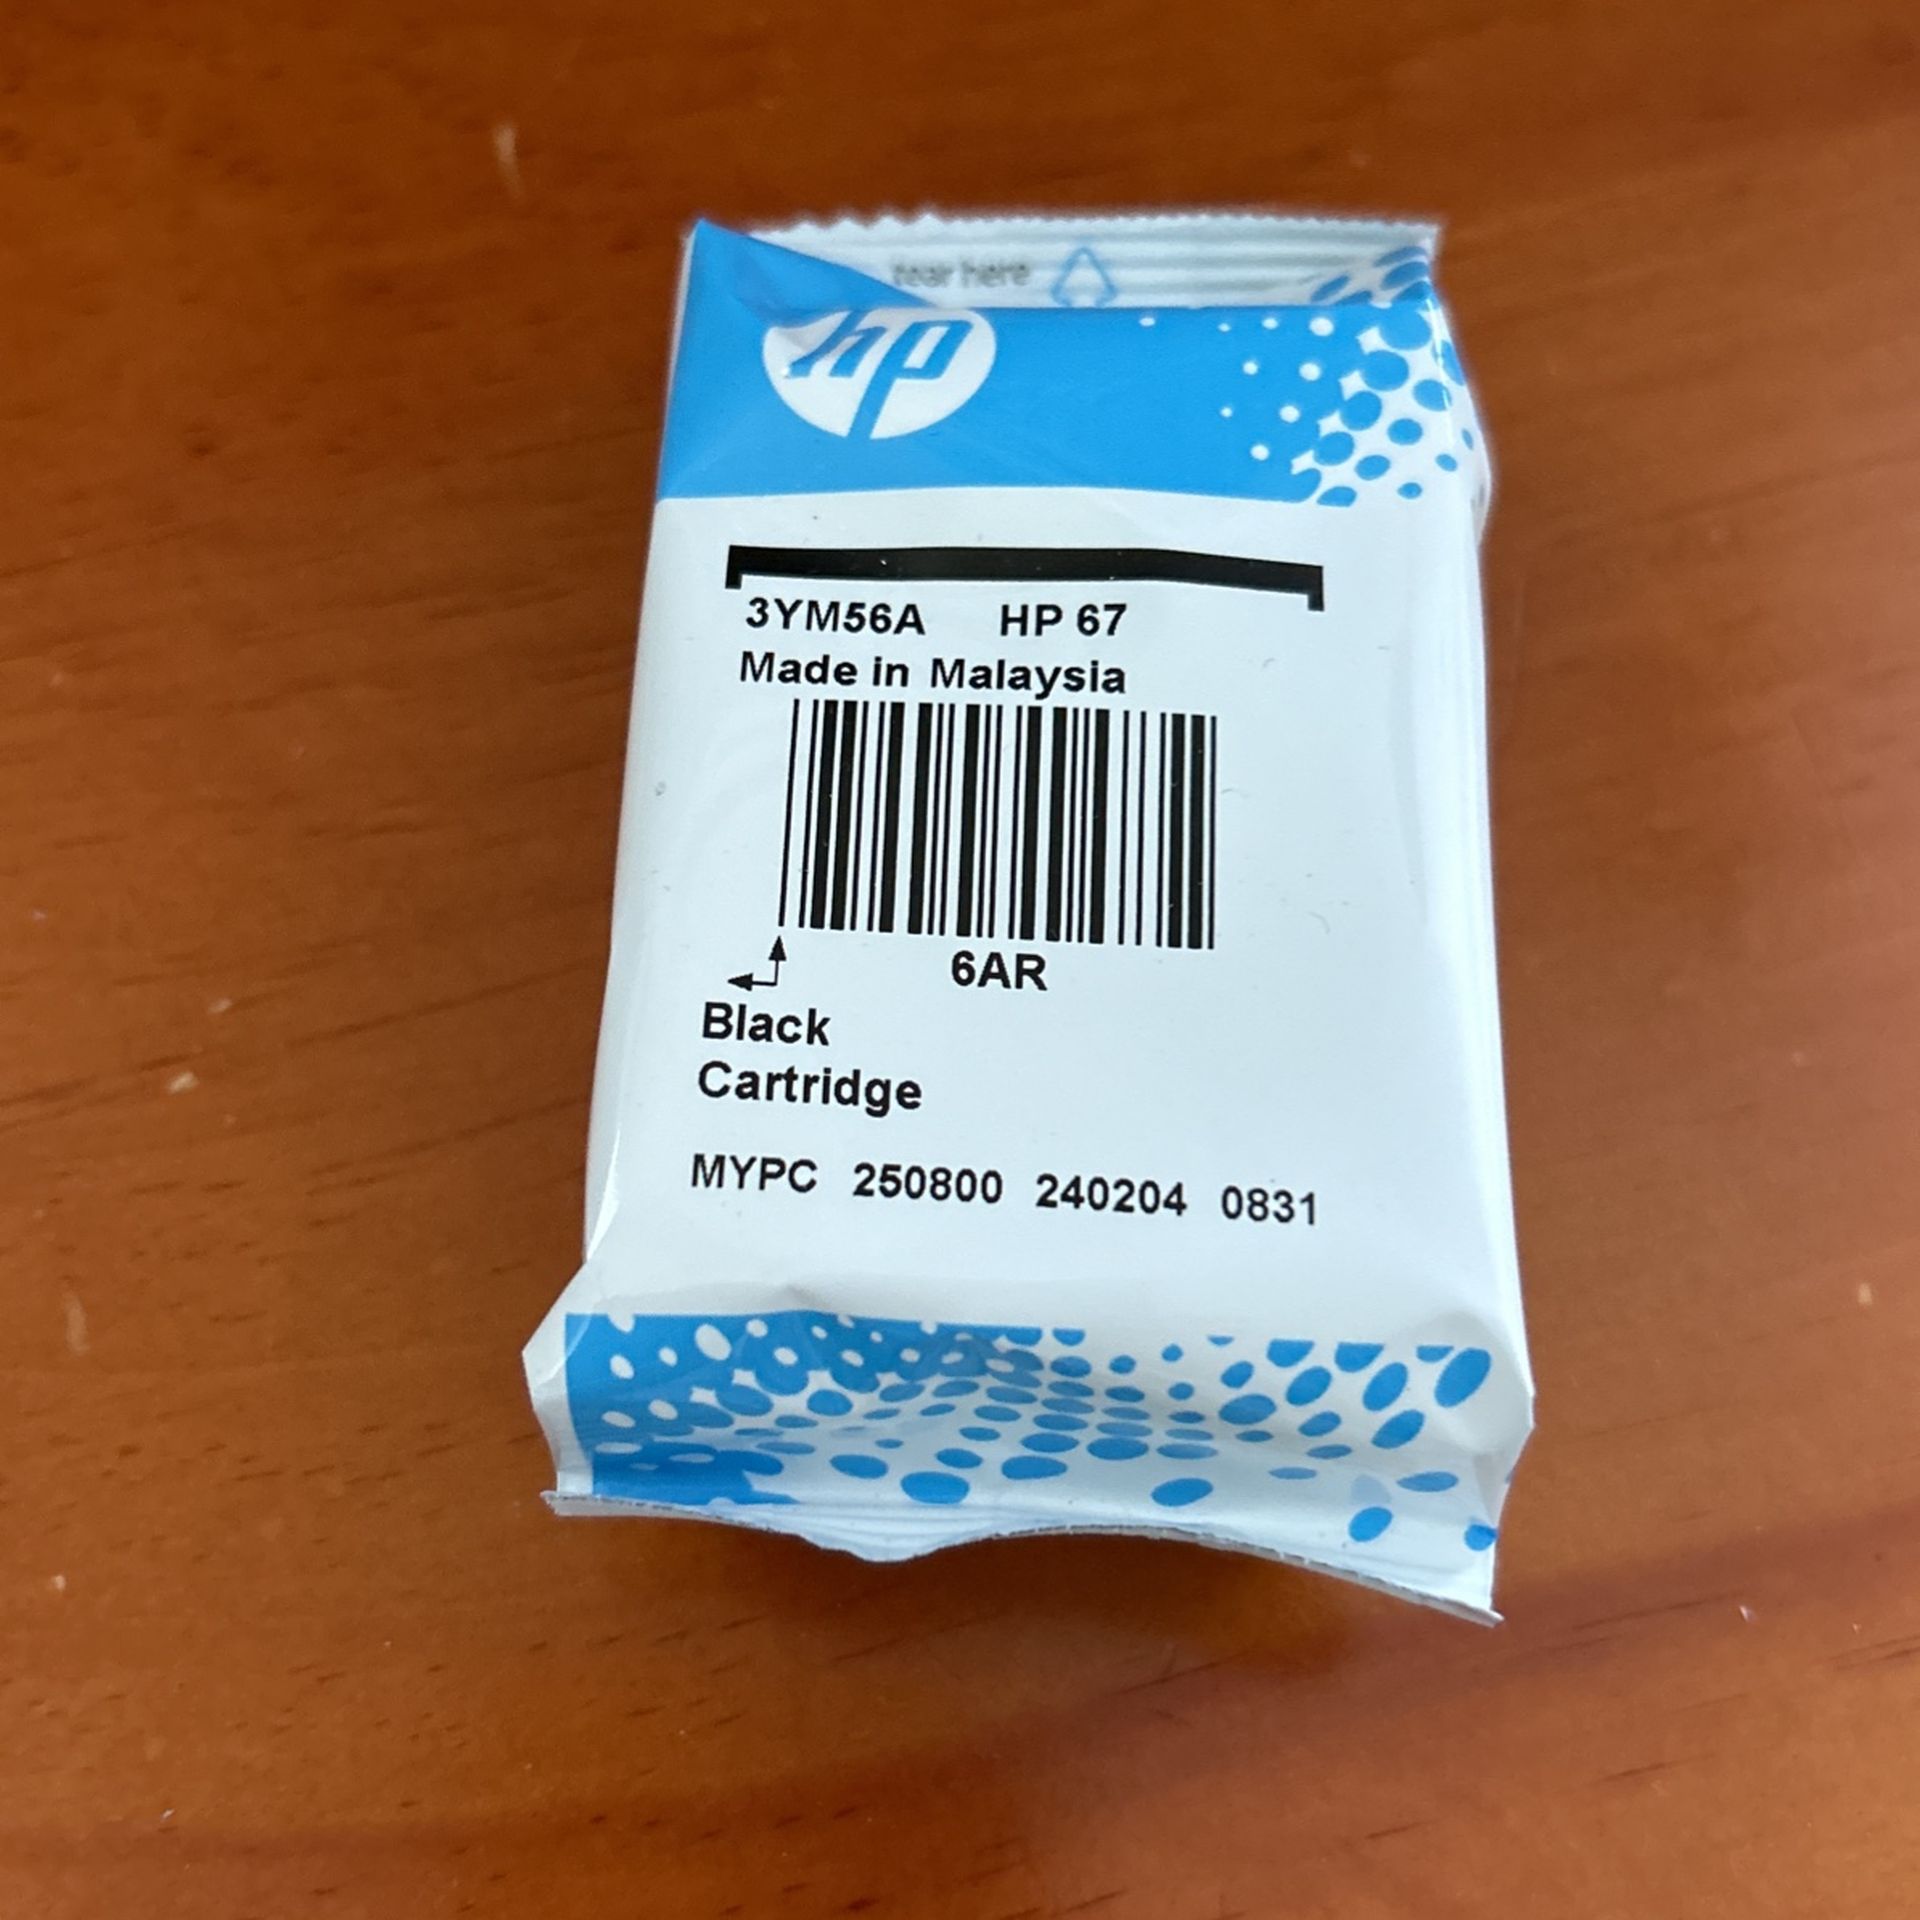 tear here
hp
3YM56A HP 67
Made in Malaysia
6AR
Black
Cartridge
MYPC 250800 240204 0831